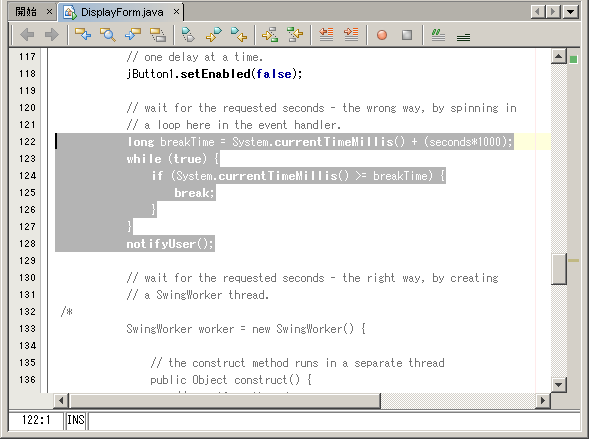 開始 × DisplayForm.java ×
117 // one delay at a time.
118 jButton1.setEnabled(false);
119
120 // wait for the requested seconds - the wrong way, by spinning in
121 // a loop here in the event handler.
122 long breakTime = System.currentTimeMillis() + (seconds*1000);
123 while (true) {
124 if (System.currentTimeMillis() >= breakTime) {
125 break;
126 }
127 }
128 notifyUser();
129
130 // wait for the requested seconds - the right way, by creating
131 // a SwingWorker thread.
132 /*
133 SwingWorker worker = new SwingWorker() {
134
135 // the construct method runs in a separate thread
136 public Object construct() {
122:1 INS